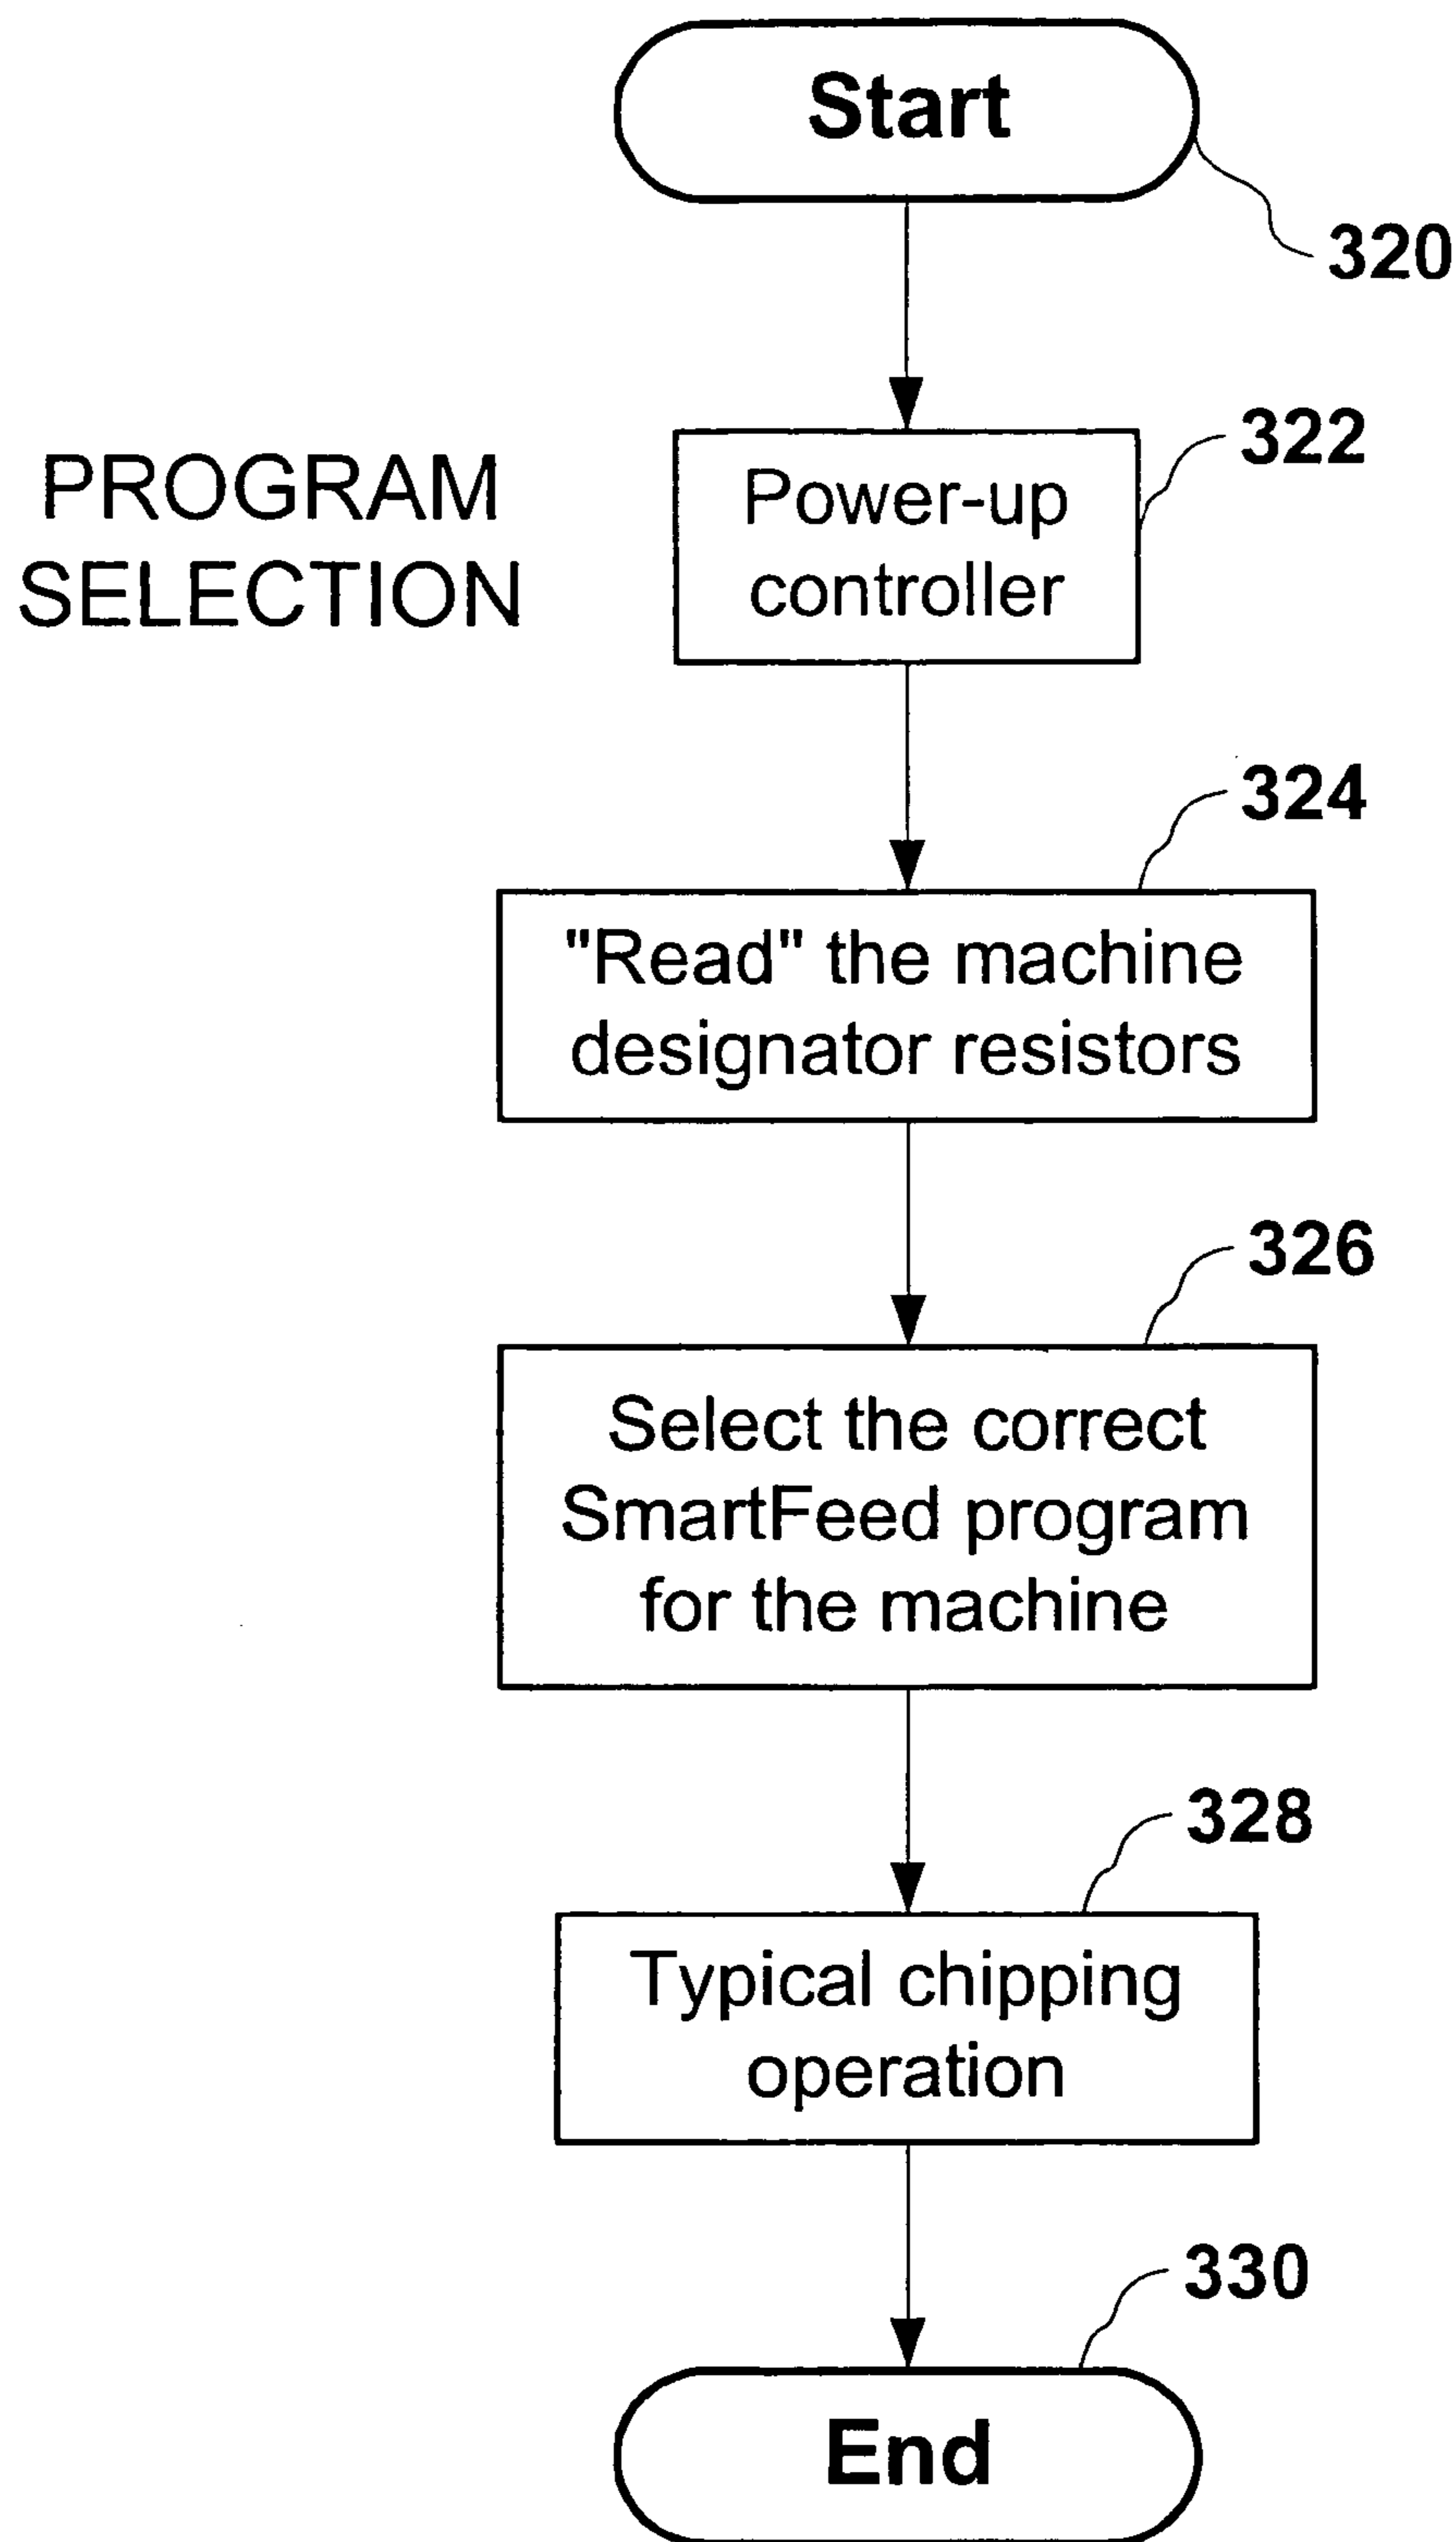 Start
320
PROGRAM
SELECTION
322
Power-up
controller
324
"Read" the machine
designator resistors
326
Select the correct
SmartFeed program
for the machine
328
Typical chipping
operation
330
End